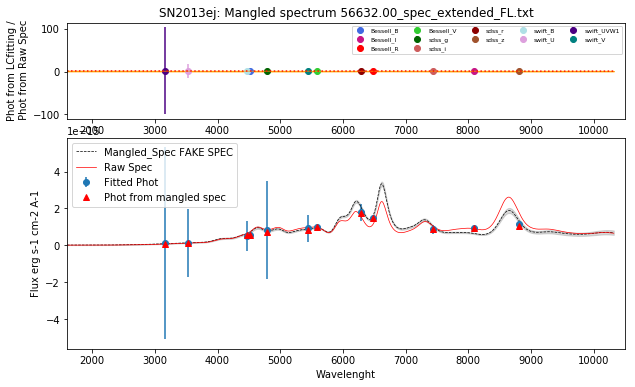 SN2013ej: Mangled spectrum 56632.00_spec_extended_FL.txt
Phot from LCfitting /
Phot from Raw Spec
100
0
−100
Bessell_B
Bessell_I
Bessell_R
sdss_g
Bessell_V
sdss_i
sdss_r
sdss_z
swift_B
swift_U
swift_UVW1
swift_V
2000 3000 4000 5000 6000 7000 8000 9000 10000
Flux erg s-1 cm-2 A-1
4
2
0
−2
−4
Mangled_Spec FAKE SPEC
Raw Spec
Fitted Phot
Phot from mangled spec
2000 3000 4000 5000 6000 7000 8000 9000 10000
Wavelenght